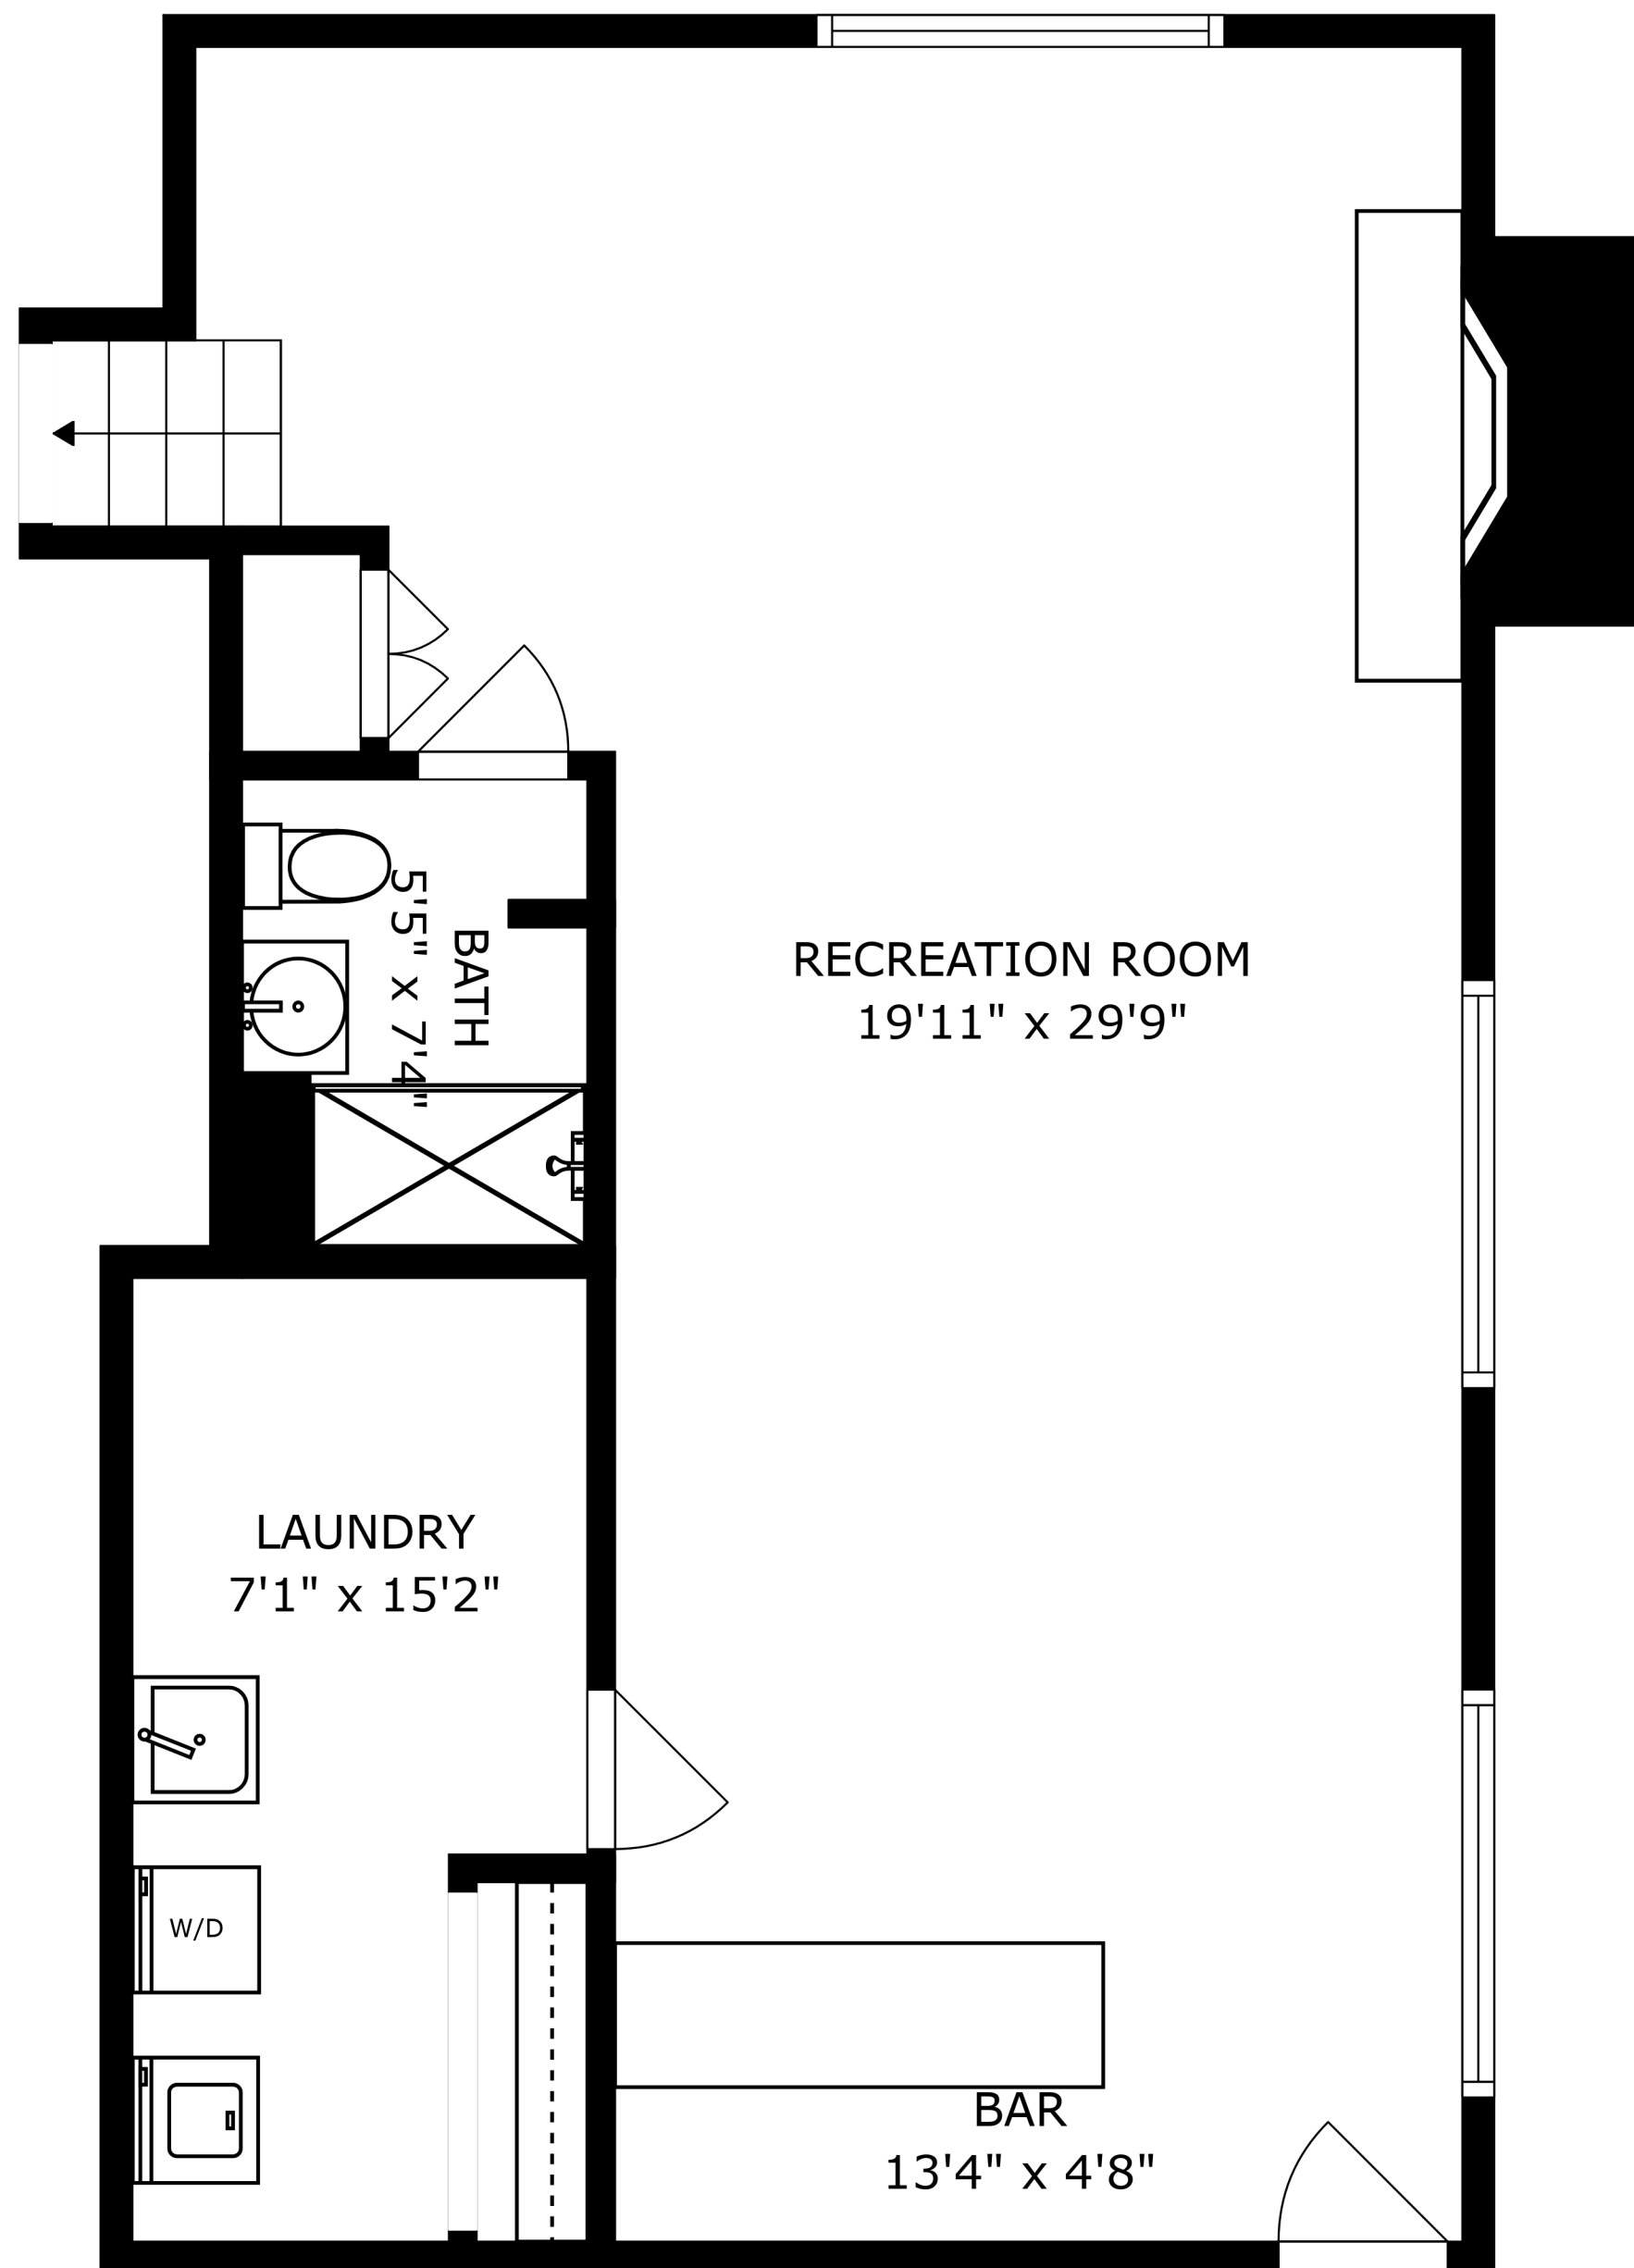 RECREATION ROOM
19'11" x 29'9"
BATH
5'5" x 7'4"
LAUNDRY
7'1" x 15'2"
W/D
BAR
13'4" x 4'8"